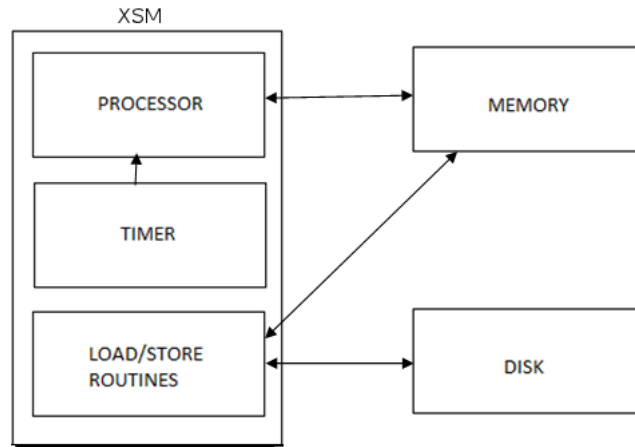 XSM
PROCESSOR
MEMORY
TIMER
LOAD/STORE
ROUTINES
DISK